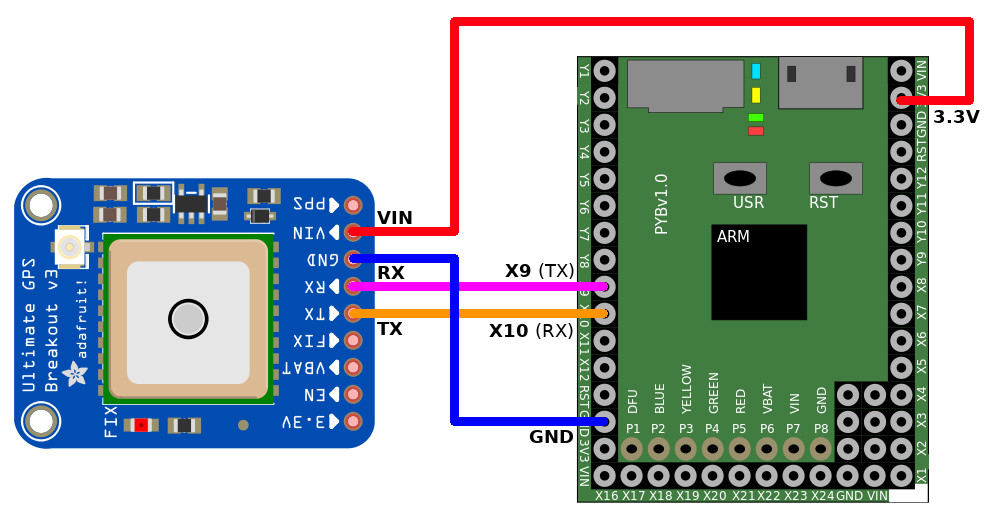 PPS
VIN
GND
RX
TX
FIX
VBAT
EN
3.3V
Ultimate GPS
Breakout v3
adafruit!
FIX
VIN
RX
TX
X9 (TX)
X10 (RX)
GND
3.3V
Y1
Y2
Y3
Y4
Y5
Y6
Y7
Y8
X11
X12
RST
3V3
VIN
PYBv1.0
USR
RST
ARM
VIN
GND
RST
Y12
Y11
Y10
Y9
X8
X7
X6
X5
X4
X3
X2
X1
DFU
BLUE
YELLOW
GREEN
RED
VBAT
VIN
GND
P1 P2 P3 P4 P5 P6 P7 P8
X16 X17 X18 X19 X20 X21 X22 X23 X24 GND VIN